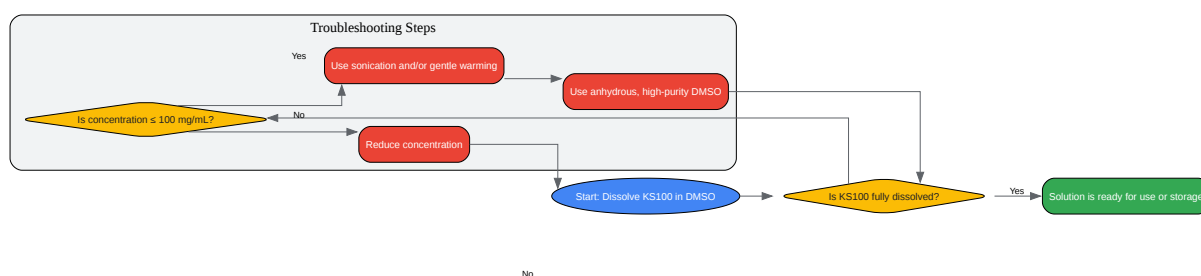 Troubleshooting Steps
Yes
Use sonication and/or gentle warming
Use anhydrous, high-purity DMSO
Is concentration ≤ 100 mg/mL?
No
Reduce concentration
Start: Dissolve KS100 in DMSO
Is KS100 fully dissolved?
Yes
Solution is ready for use or storage
No